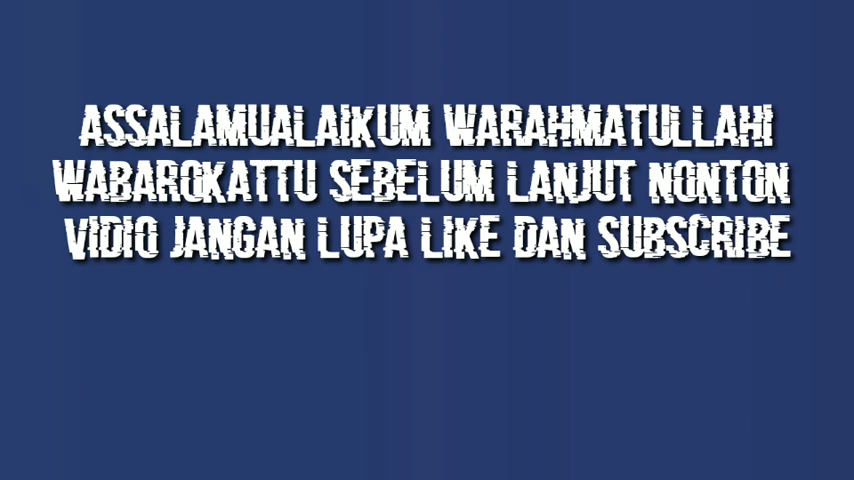 ASSALAMUALAIKUM WARAHMATULLAHI
WABAROKATTU SEBELUM LANJUT NONTON
VIDIO JANGAN LUPA LIKE DAN SUBSCRIBE